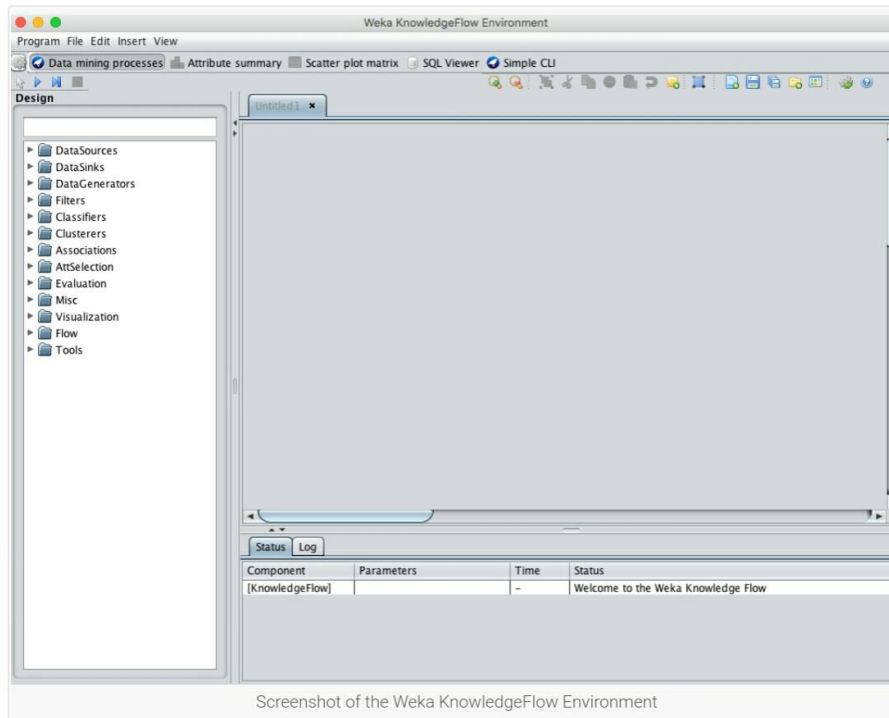 Weka KnowledgeFlow Environment
Program File Edit Insert View
Data mining processes Attribute summary Scatter plot matrix SQL Viewer Simple CLI
Design
Untitled1
DataSources
DataSinks
DataGenerators
Filters
Classifiers
Clusterers
Associations
AttSelection
Evaluation
Misc
Visualization
Flow
Tools
Status Log
Component Parameters Time Status
[KnowledgeFlow] - Welcome to the Weka Knowledge Flow
Screenshot of the Weka KnowledgeFlow Environment